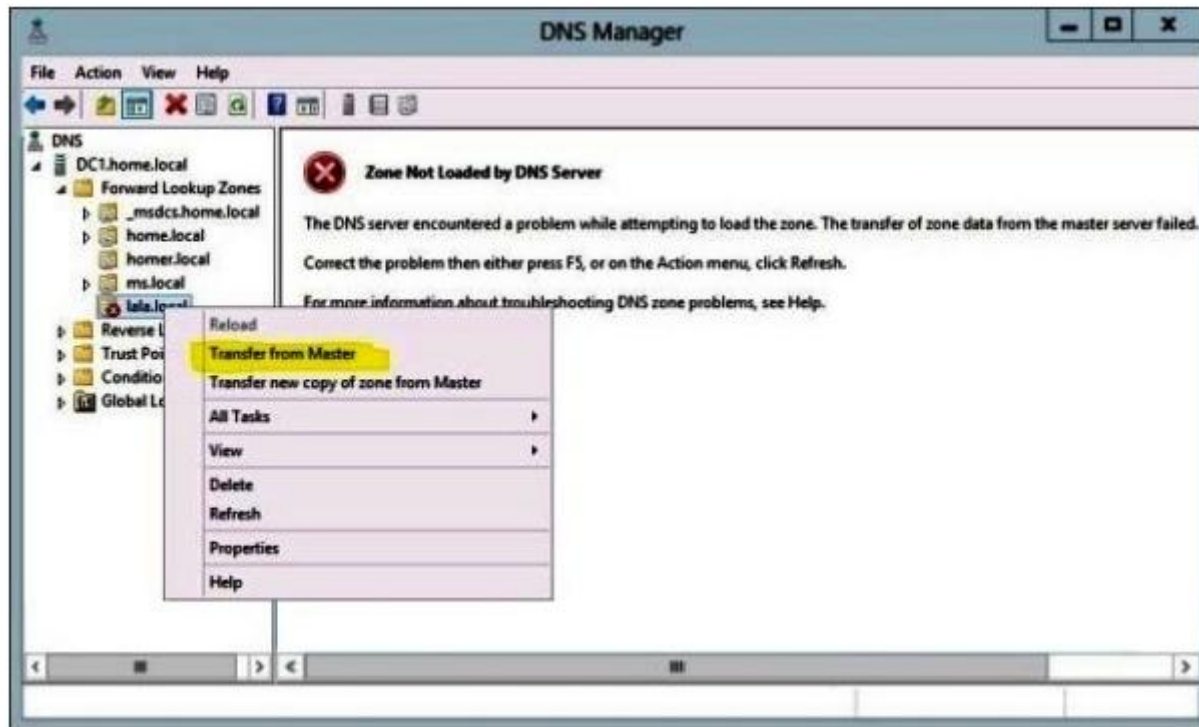 DNS Manager
File Action View Help
DNS
DC1.home.local
Forward Lookup Zones
_msdcs.home.local
home.local
homer.local
ms.local
lala.local
Reverse L
Trust Poi
Conditio
Global Lo
Zone Not Loaded by DNS Server
The DNS server encountered a problem while attempting to load the zone. The transfer of zone data from the master server failed.
Correct the problem then either press F5, or on the Action menu, click Refresh.
For more information about troubleshooting DNS zone problems, see Help.
Reload
Transfer from Master
Transfer new copy of zone from Master
All Tasks
View
Delete
Refresh
Properties
Help